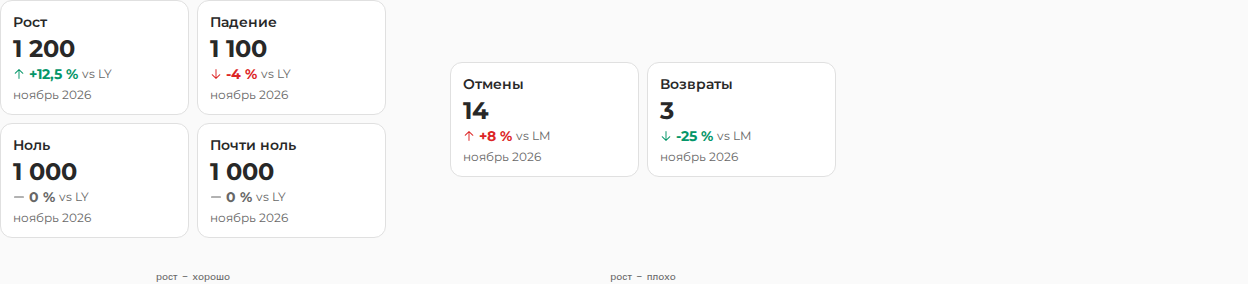 Рост
1 200
↑ +12,5 % vs LY
ноябрь 2026
Падение
1 100
↓ -4 % vs LY
ноябрь 2026
Ноль
1 000
— 0 % vs LY
ноябрь 2026
Почти ноль
1 000
— 0 % vs LY
ноябрь 2026
рост – хорошо
Отмены
14
↑ +8 % vs LM
ноябрь 2026
Возвраты
3
↓ -25 % vs LM
ноябрь 2026
рост – плохо